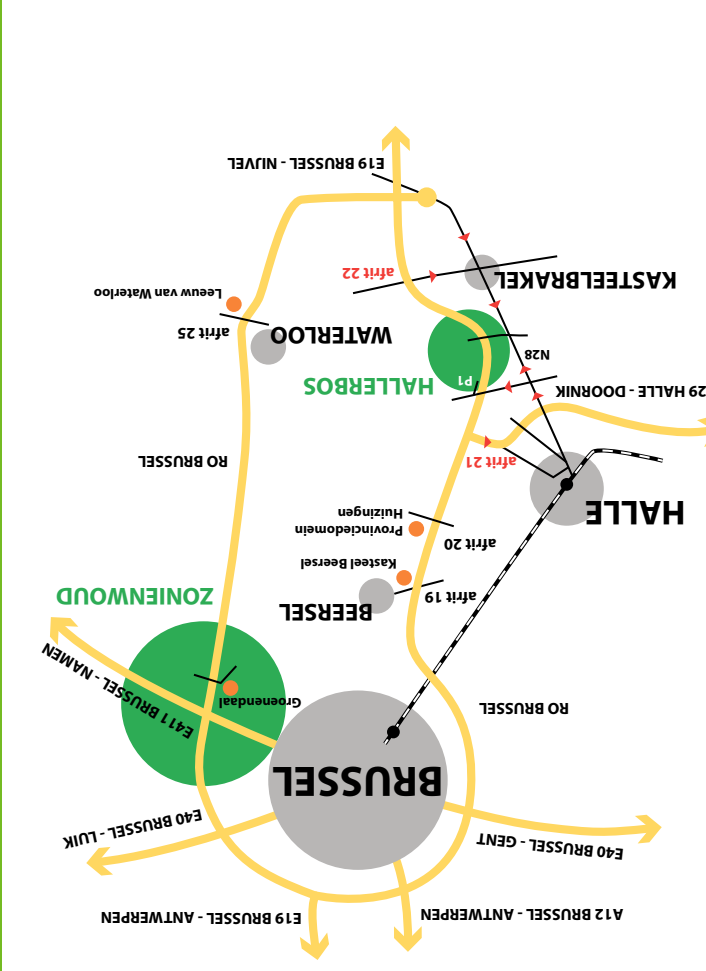 A12 BRUSSEL - ANTWERPEN
E19 BRUSSEL - ANTWERPEN
E40 BRUSSEL - GENT
E40 BRUSSEL - LUIK
BRUSSEL
RO BRUSSEL
Groenendaal
E411 BRUSSEL - NAMEN
BEERSEL
ZONIENWOUD
afrit 19
Kasteel Beersel
afrit 20
Provinciedomein
Huizingen
HALLE
afrit 21
RO BRUSSEL
29 HALLE - DOORNIK
HALLERBOS
P1
N28
WATERLOO
afrit 25
Leeuw van Waterloo
KASTEELBRAKEL
afrit 22
E19 BRUSSEL - NIJVEL